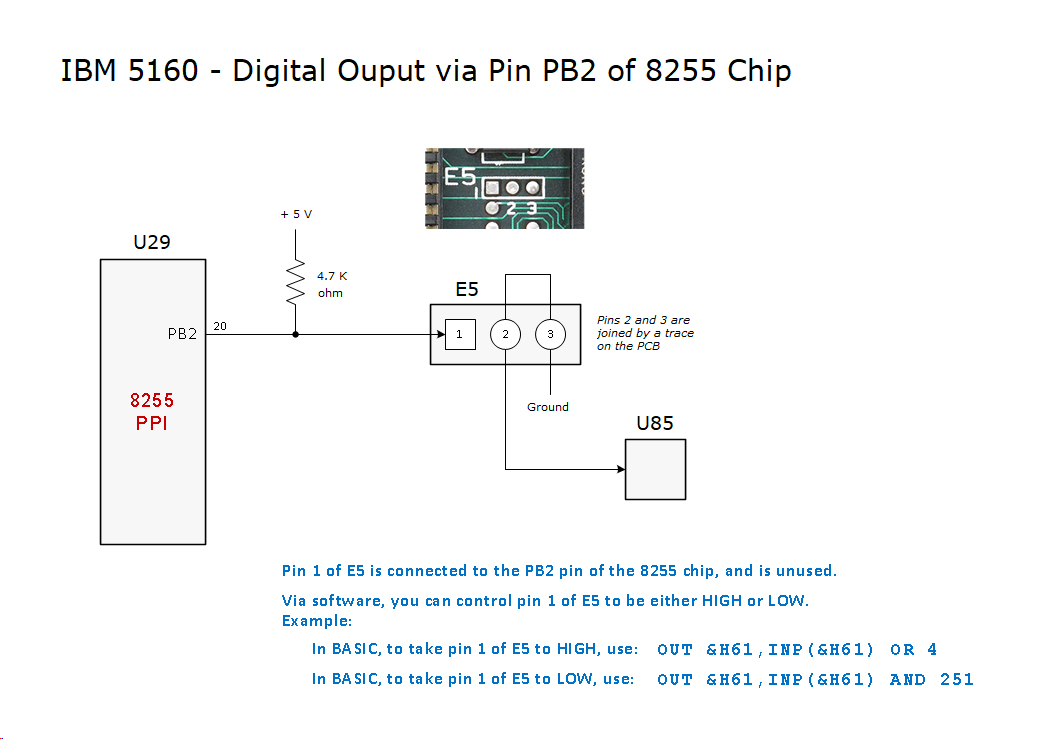 IBM 5160 - Digital Ouput via Pin PB2 of 8255 Chip
E5
1
2 3
+ 5 V
U29
4.7 K
ohm
E5
PB2
20
1
2
3
Pins 2 and 3 are
joined by a trace
on the PCB
8255
PPI
Ground
U85
Pin 1 of E5 is connected to the PB2 pin of the 8255 chip, and is unused.
Via software, you can control pin 1 of E5 to be either HIGH or LOW.
Example:
In BASIC, to take pin 1 of E5 to HIGH, use: OUT &H61,INP(&H61) OR 4
In BASIC, to take pin 1 of E5 to LOW, use: OUT &H61,INP(&H61) AND 251